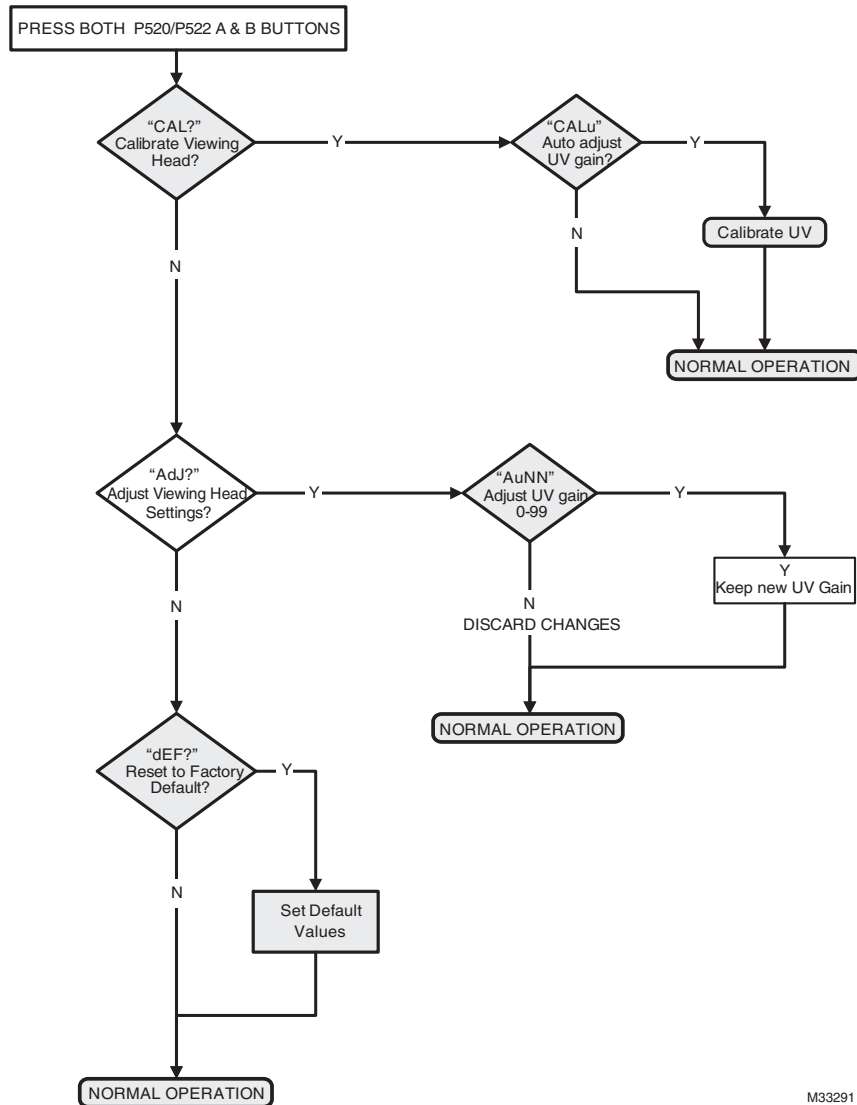 PRESS BOTH P520/P522 A & B BUTTONS
“CAL?”
Calibrate Viewing
Head?
Y
“CALu”
Auto adjust
UV gain?
Y
N
Calibrate UV
N
NORMAL OPERATION
“AdJ?”
Adjust Viewing Head
Settings?
Y
“AuNN”
Adjust UV gain
0-99
Y
Y
Keep new UV Gain
N
N
DISCARD CHANGES
NORMAL OPERATION
“dEF?”
Reset to Factory
Default?
Y
N
Set Default
Values
NORMAL OPERATION
M33291